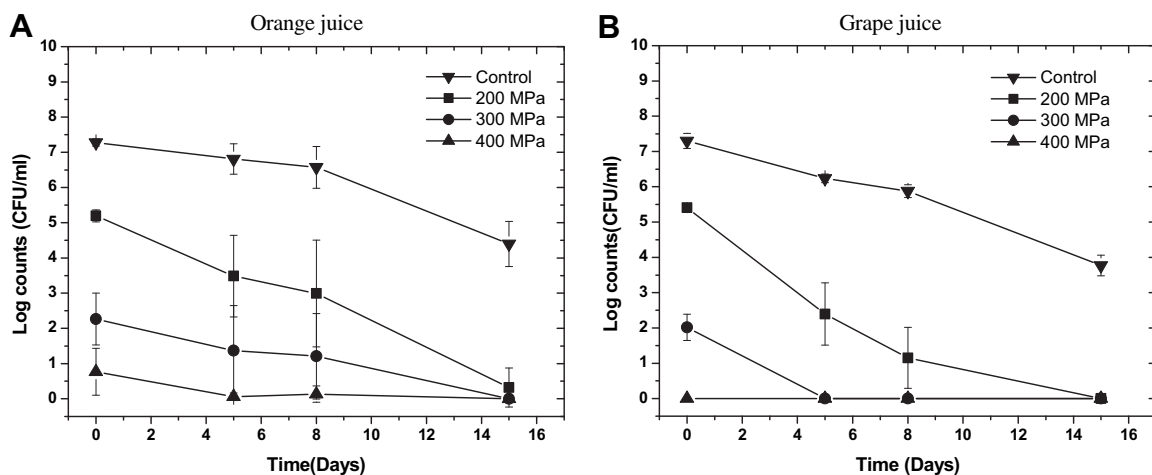 A
Orange juice
Log counts (CFU/ml)
10
9
8
7
6
5
4
3
2
1
0
Control
200 MPa
300 MPa
400 MPa
0 2 4 6 8 10 12 14 16
Time(Days)
B
Grape juice
Log counts(CFU/ml)
10
9
8
7
6
5
4
3
2
1
0
Control
200 MPa
300 MPa
400 MPa
0 2 4 6 8 10 12 14 16
Time (Days)